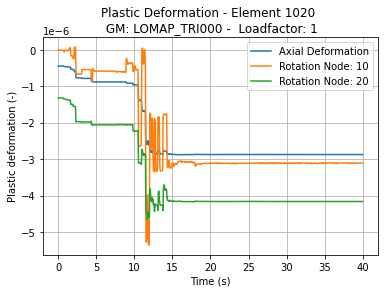 Plastic Deformation - Element 1020
GM: LOMAP_TRI000 -  Loadfactor: 1
1e−6
Axial Deformation
Rotation Node: 10
Rotation Node: 20
0
−1
−2
−3
−4
−5
Plastic deformation (-)
0 5 10 15 20 25 30 35 40
Time (s)